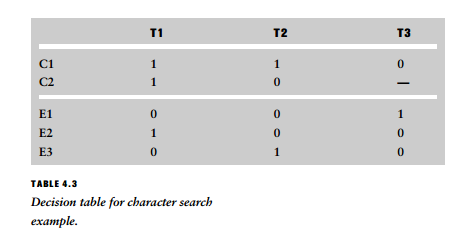 T1 T2 T3
C1 1 1 0
C2 1 0 —
E1 0 0 1
E2 1 0 0
E3 0 1 0
TABLE 4.3
Decision table for character search
example.